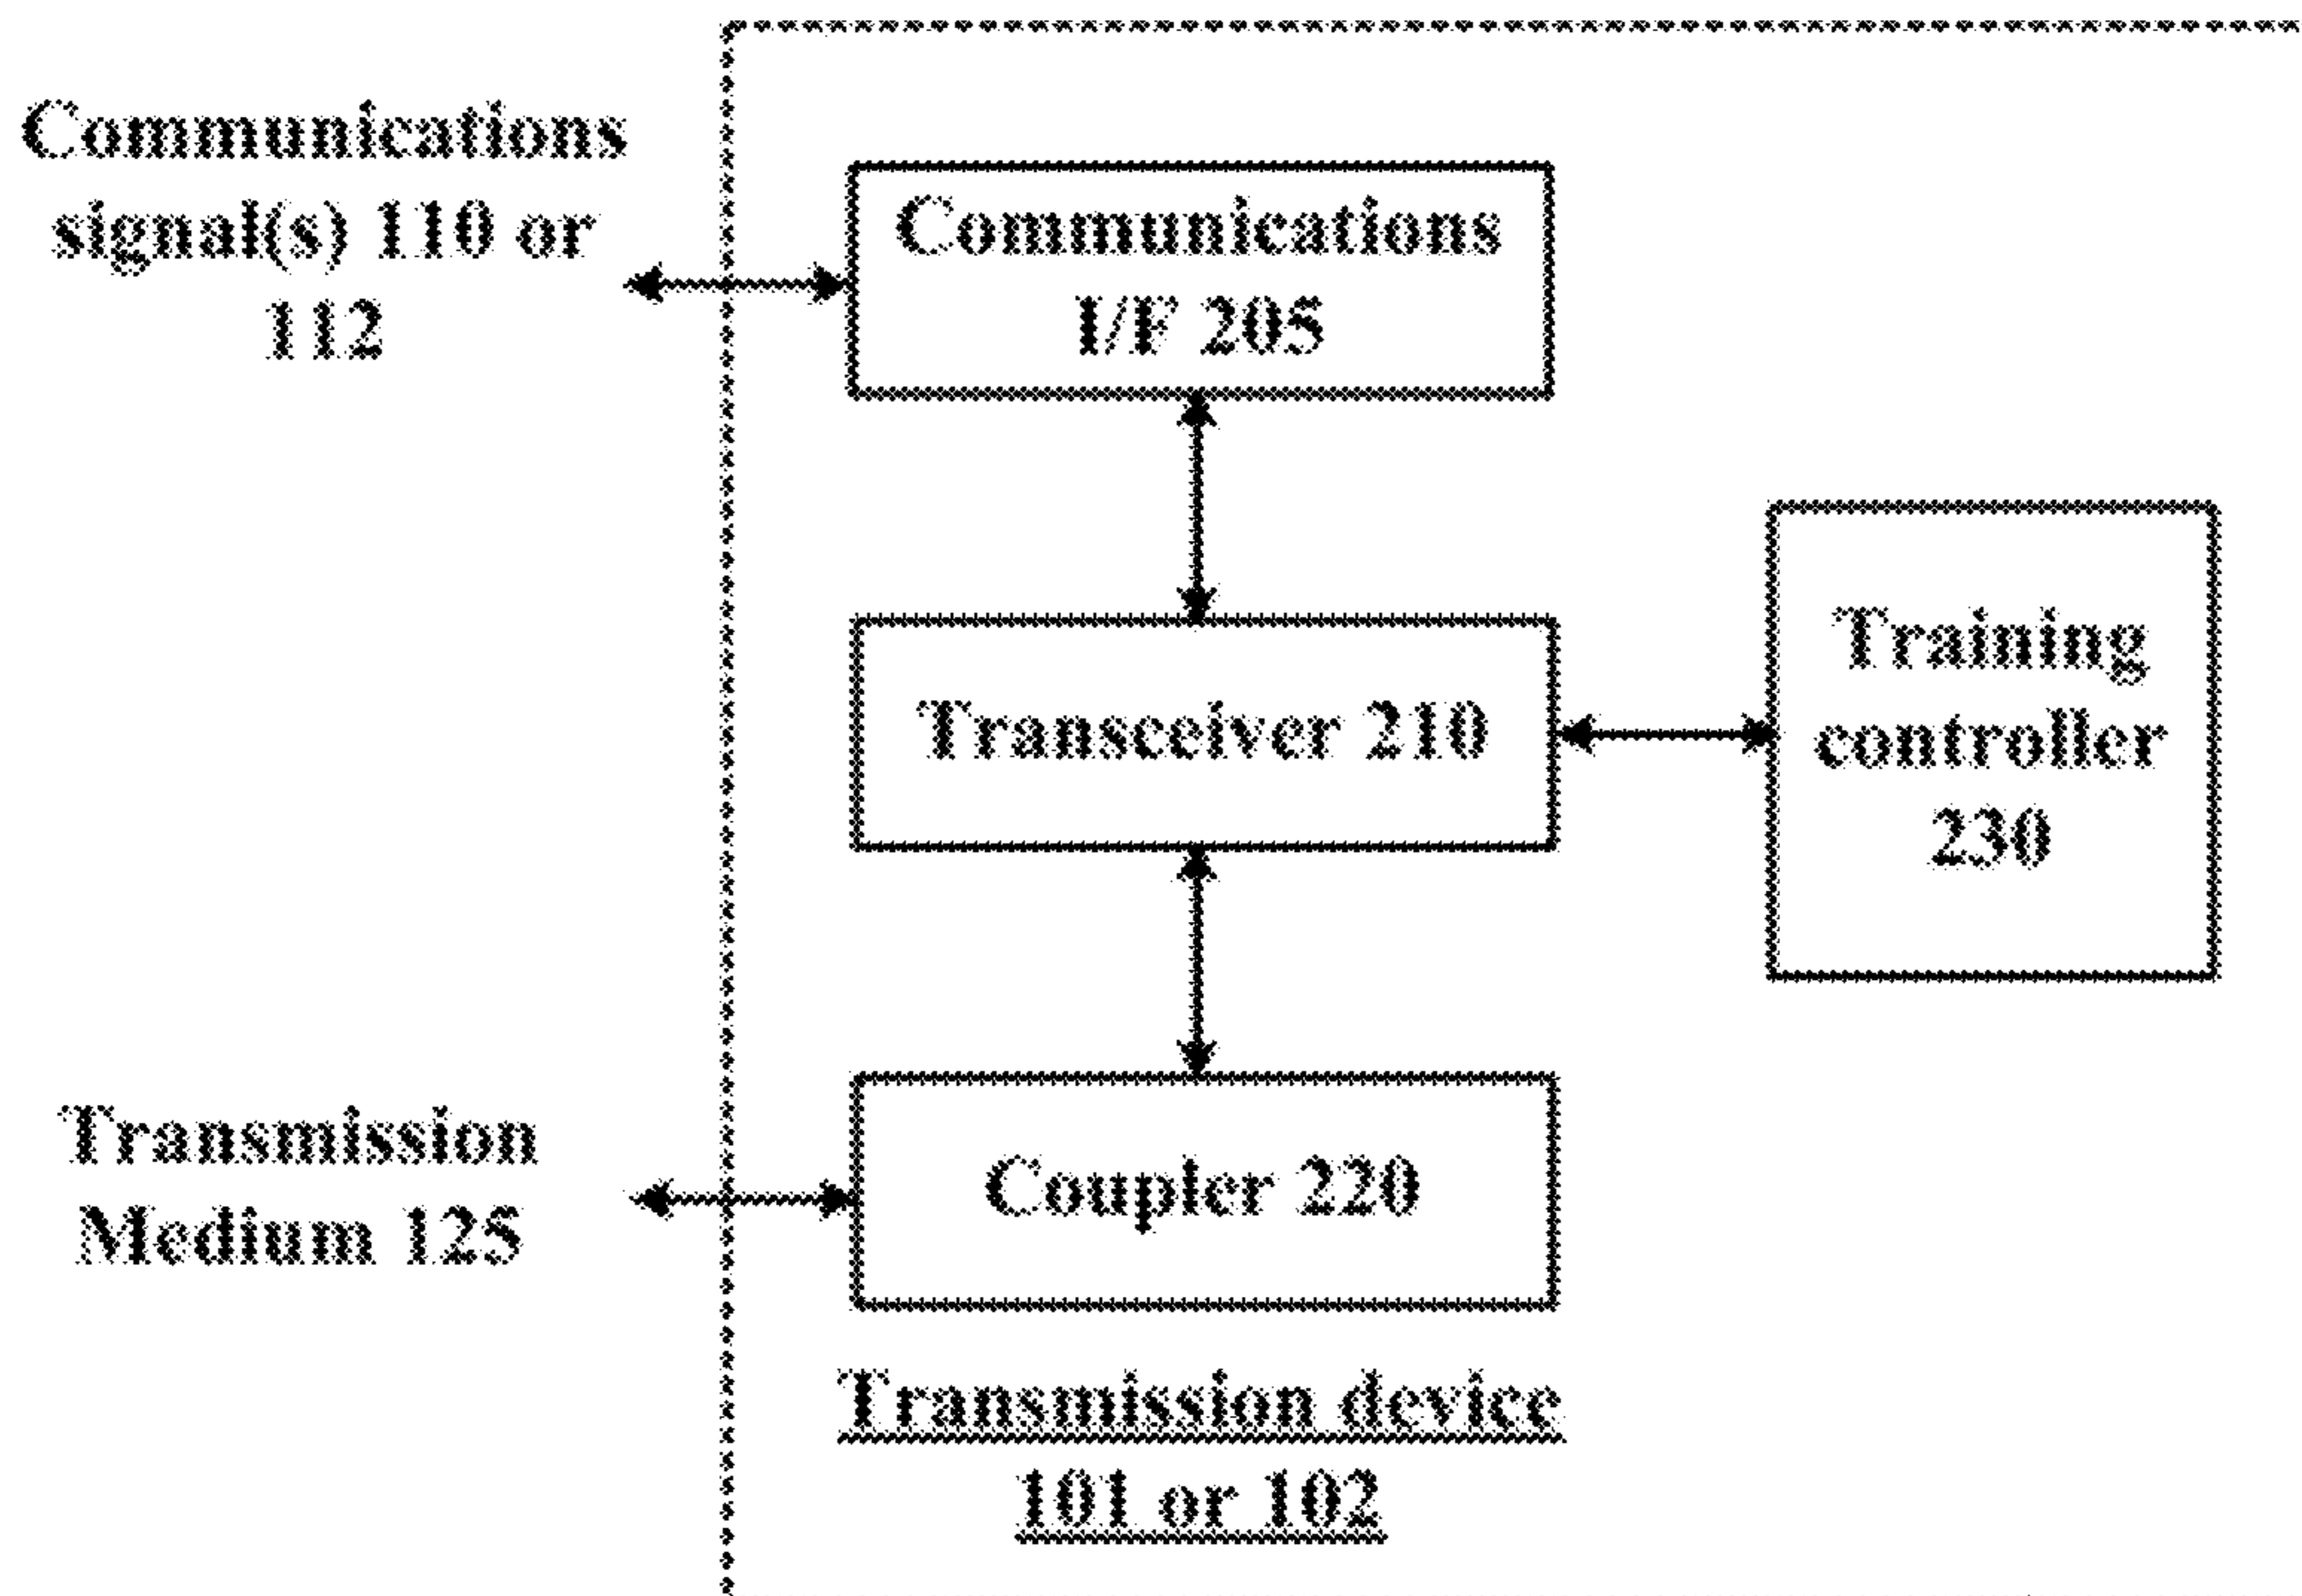 Communications
signal(s) 110 or
112
Communications
I/F 205
Transceiver 210
Training
controller
230
Coupler 220
Transmission
Medium 125
Transmission device
101 or 102